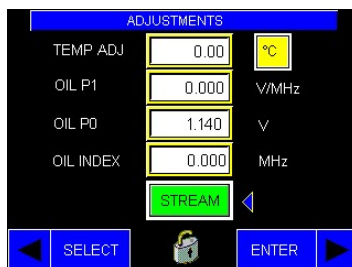 ADJUSTMENTS
TEMP ADJ 0.00 °C
OIL P1 0.000 V/MHz
OIL P0 1.140 V
OIL INDEX 0.000 MHz
STREAM
SELECT ENTER